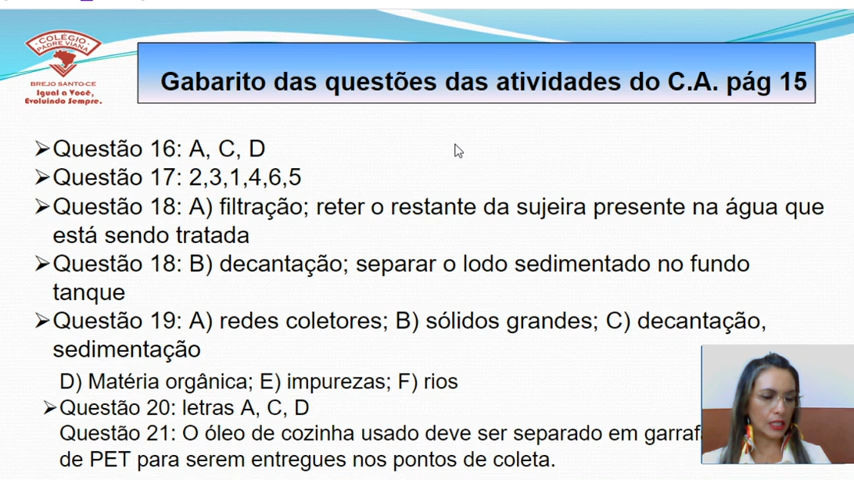 COLÉGIO
PADRE VIANA
BREJO SANTO-CE
Igual a Você,
Evoluindo Sempre.
Gabarito das questões das atividades do C.A. pág 15
Questão 16: A, C, D
Questão 17: 2,3,1,4,6,5
Questão 18: A) filtração; reter o restante da sujeira presente na água que
está sendo tratada
Questão 18: B) decantação; separar o lodo sedimentado no fundo
tanque
Questão 19: A) redes coletores; B) sólidos grandes; C) decantação,
sedimentação
D) Matéria orgânica; E) impurezas; F) rios
Questão 20: letras A, C, D
Questão 21: O óleo de cozinha usado deve ser separado em
de PET para serem entregues nos pontos de coleta.